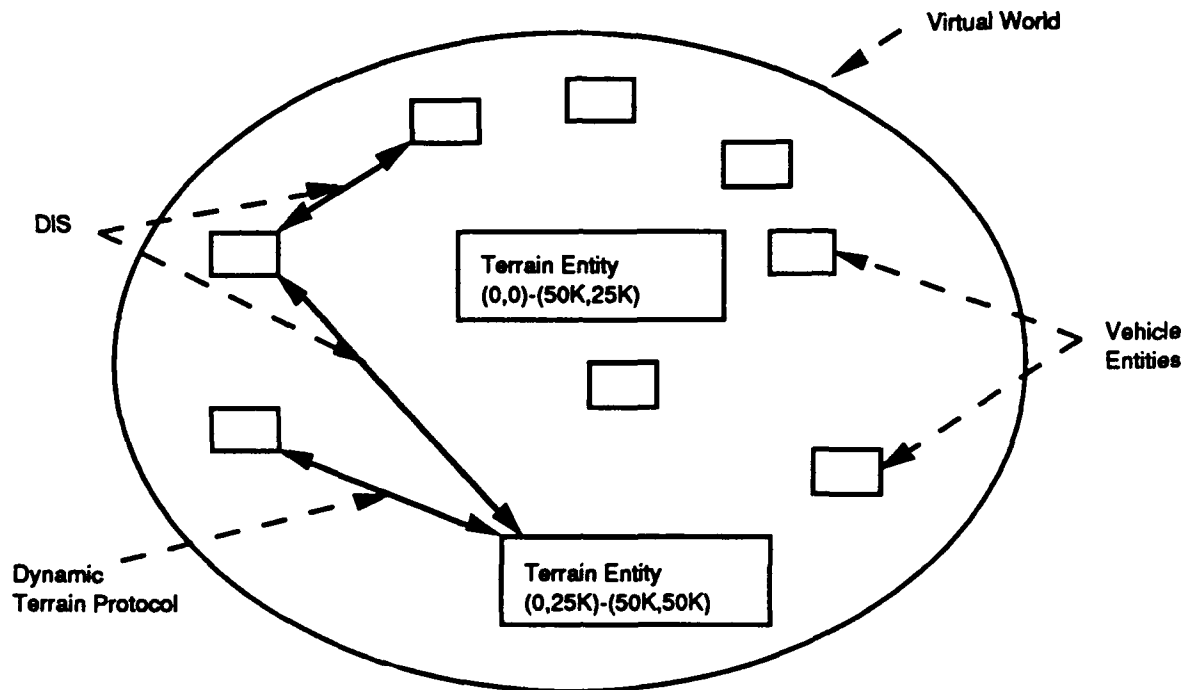 Virtual World
DIS
Terrain Entity
(0,0)-(50K,25K)
Vehicle
Entities
Dynamic
Terrain Protocol
Terrain Entity
(0,25K)-(50K,50K)